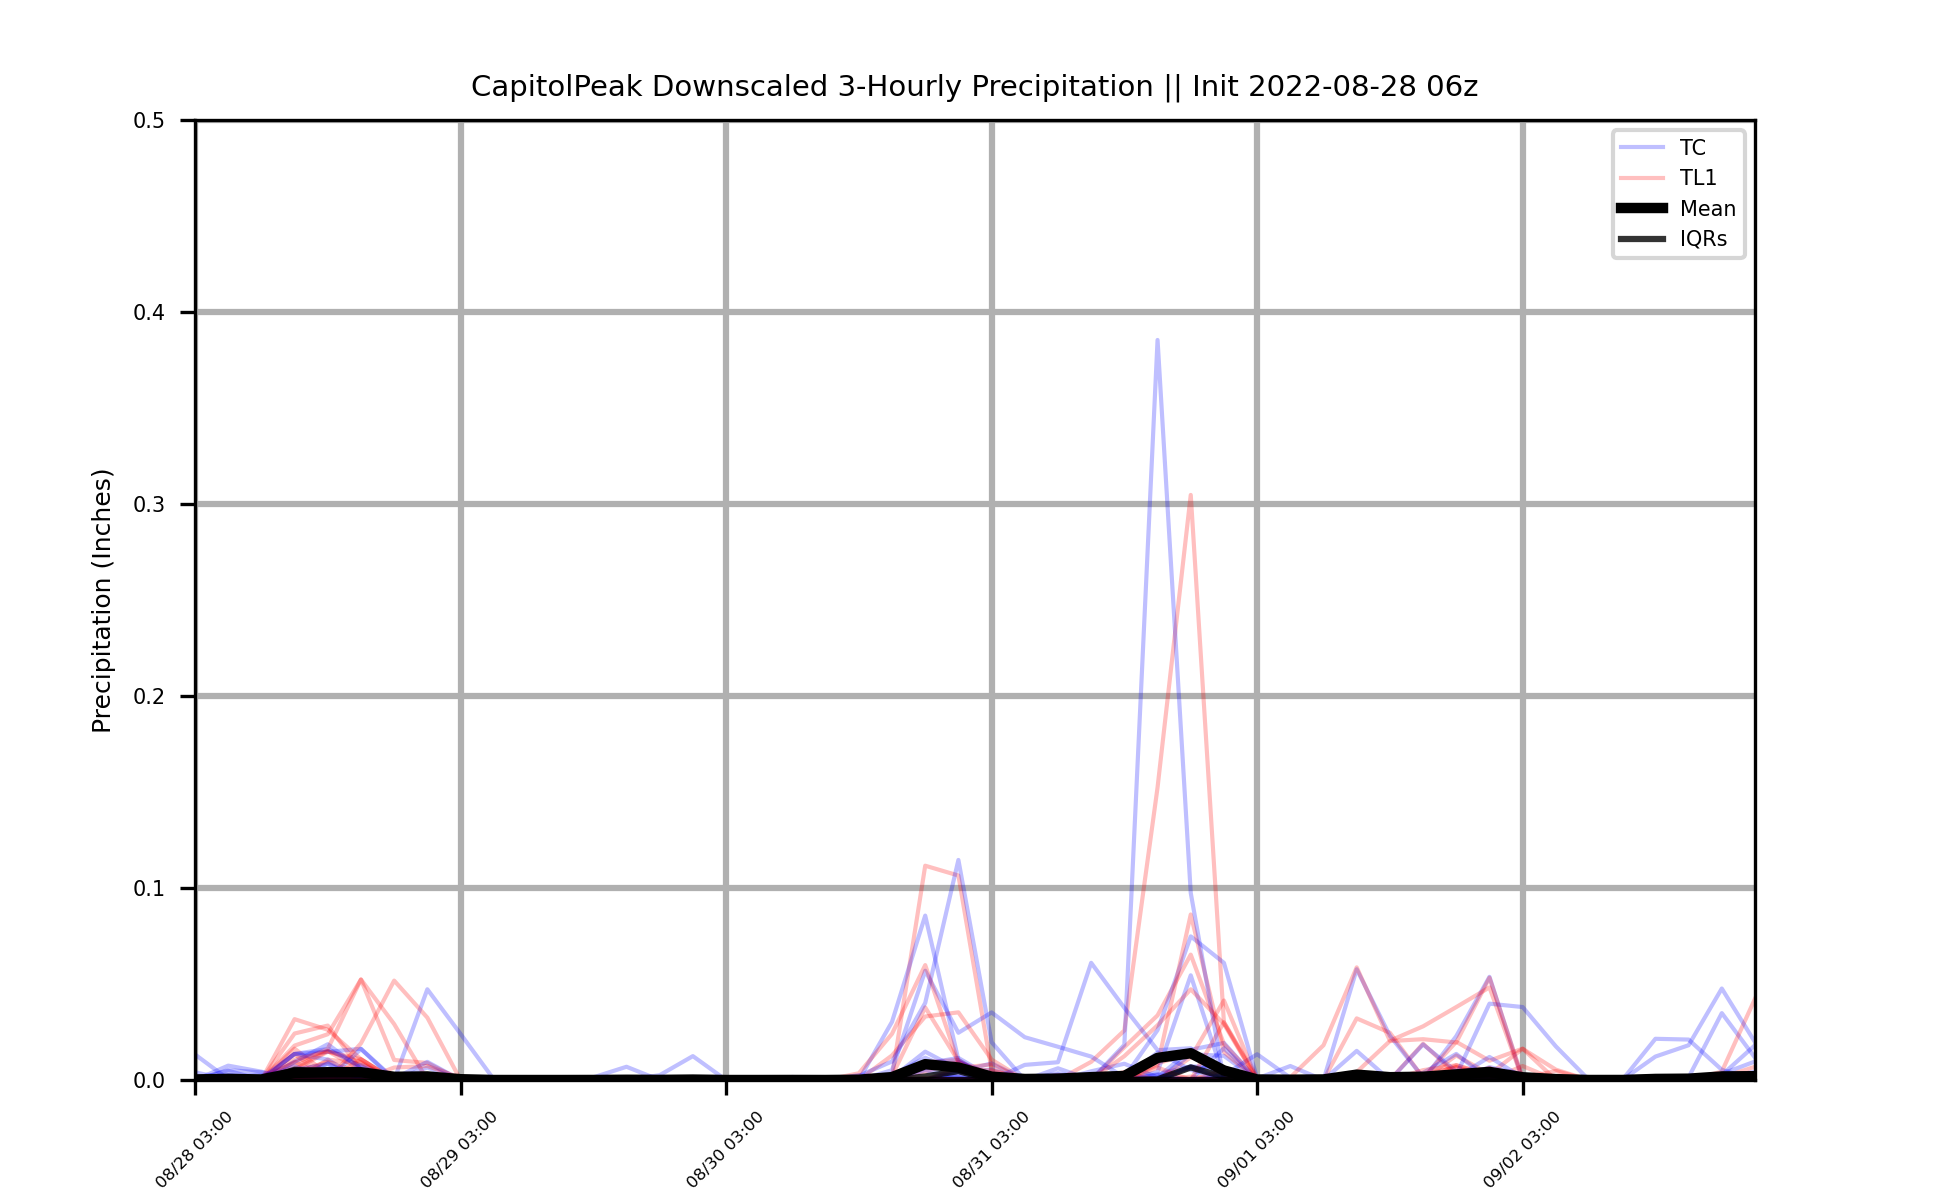 CapitolPeak Downscaled 3-Hourly Precipitation || Init 2022-08-28 06z
Precipitation (Inches)
0.5
0.4
0.3
0.2
0.1
0.0
TC
TL1
Mean
IQRs
08/28 03:00
08/29 03:00
08/30 03:00
08/31 03:00
09/01 03:00
09/02 03:00